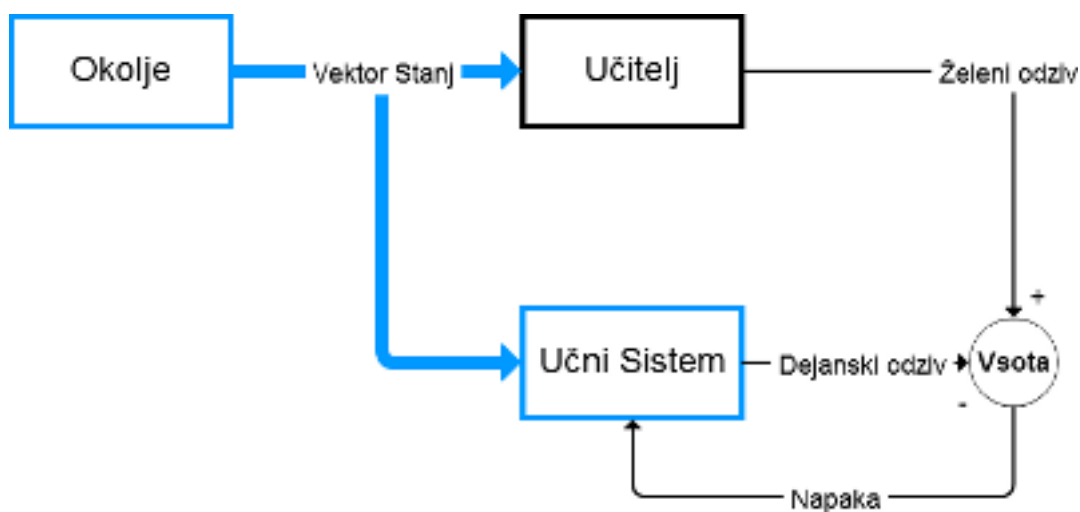 Okolje
Vektor Stanj
Učitelj
Želeni odziv
+
Učni Sistem
Dejanski odziv
Vsota
-
Napaka